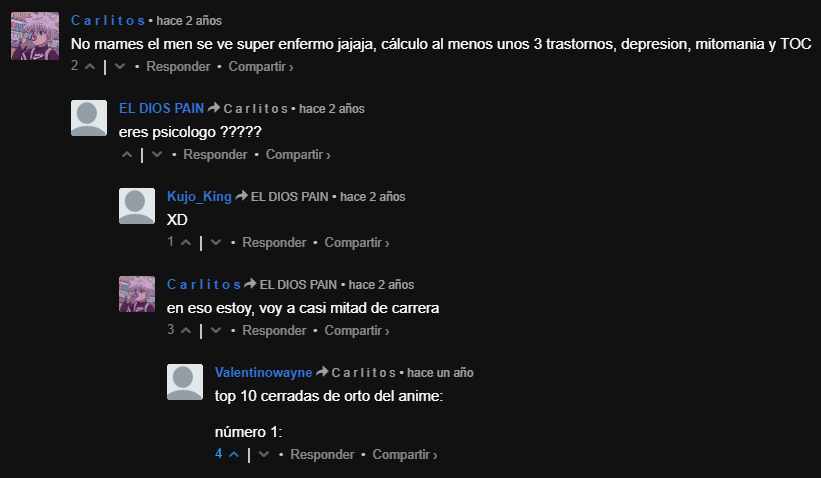 C a r l i t o s • hace 2 años
No mames el men se ve super enfermo jajaja, cálculo al menos unos 3 trastornos, depresion, mitomania y TOC
2 | • Responder • Compartir ›
EL DIOS PAIN C a r l i t o s • hace 2 años
eres psicologo ?????
| • Responder • Compartir ›
Kujo_King EL DIOS PAIN • hace 2 años
XD
1 | • Responder • Compartir ›
C a r l i t o s EL DIOS PAIN • hace 2 años
en eso estoy, voy a casi mitad de carrera
3 | • Responder • Compartir ›
Valentinowayne C a r l i t o s • hace un año
top 10 cerradas de orto del anime:
número 1:
4 | • Responder • Compartir ›